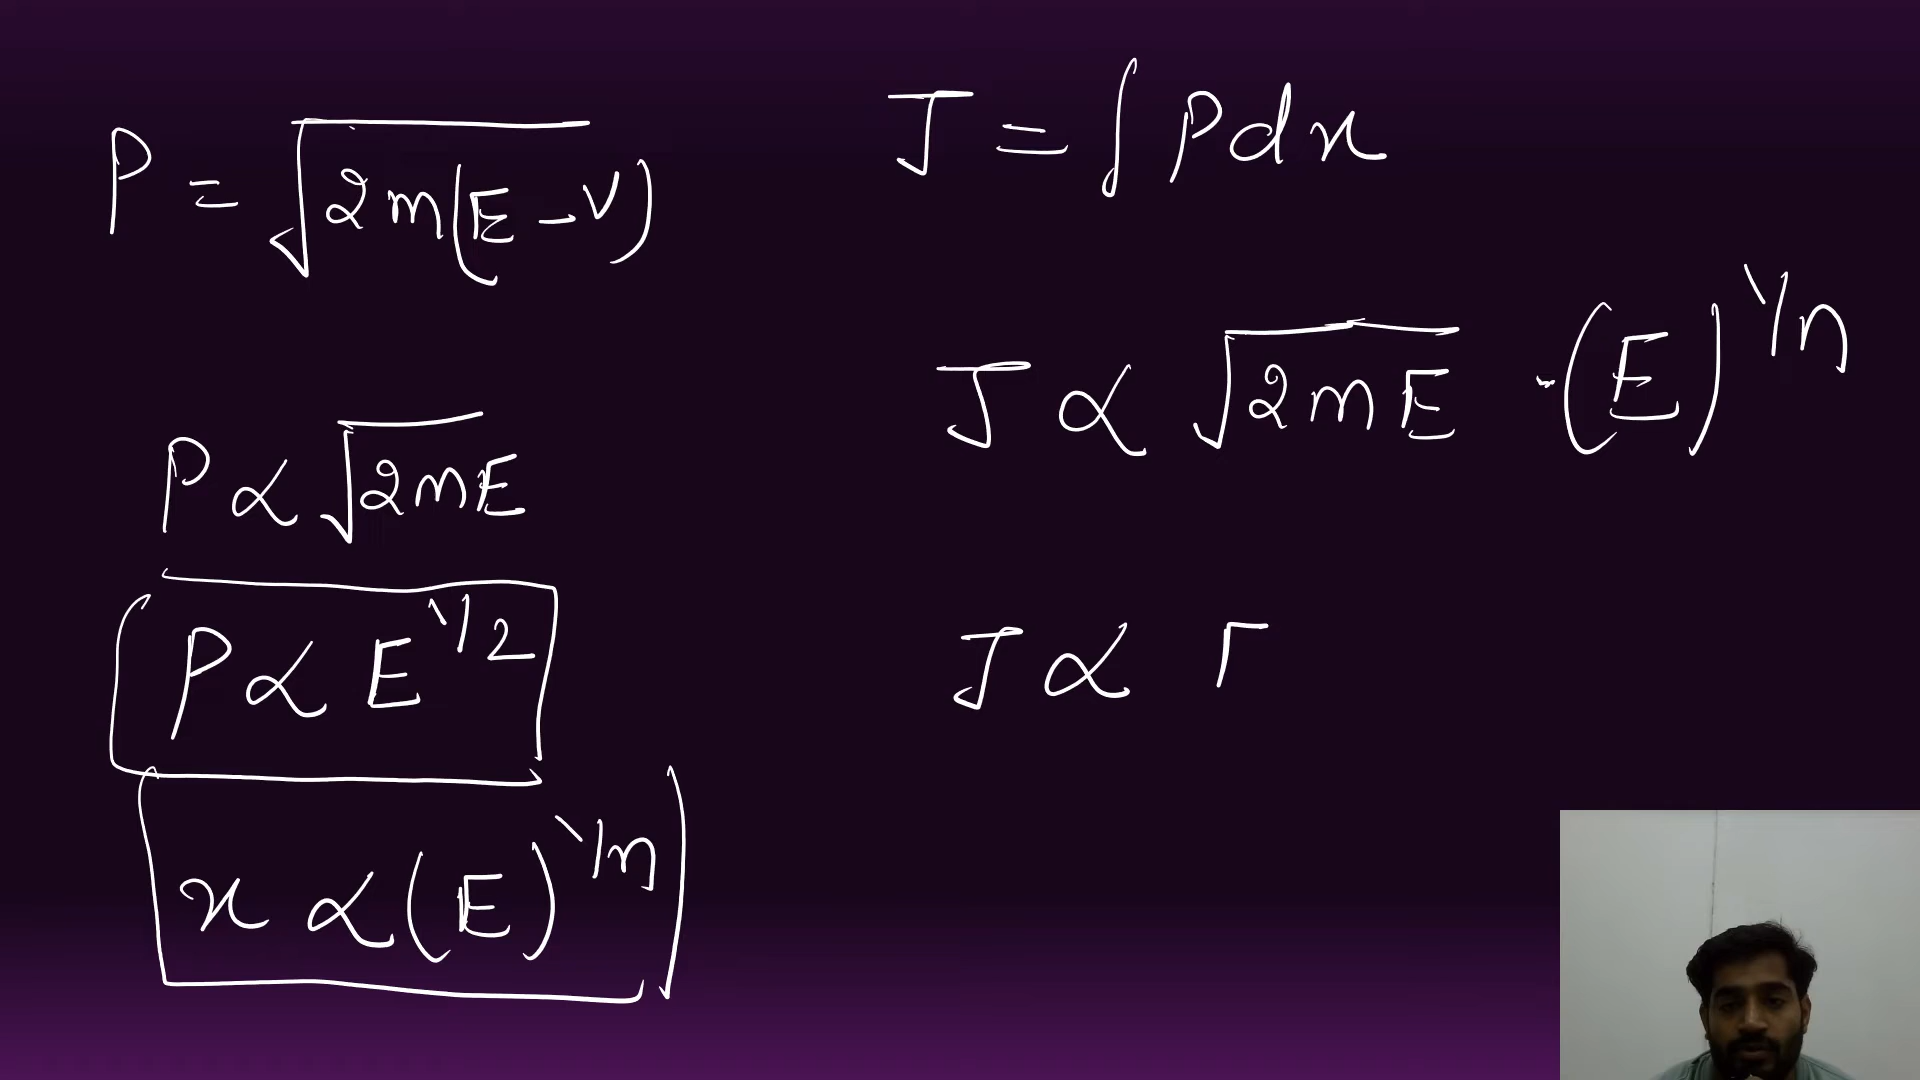 P = √2m(E - V)
P ∝ √2mE
P ∝ E^1/2
x ∝ (E)^1/n
J = ∫ P dx
J ∝ √2mE · (E)^1/n
J ∝